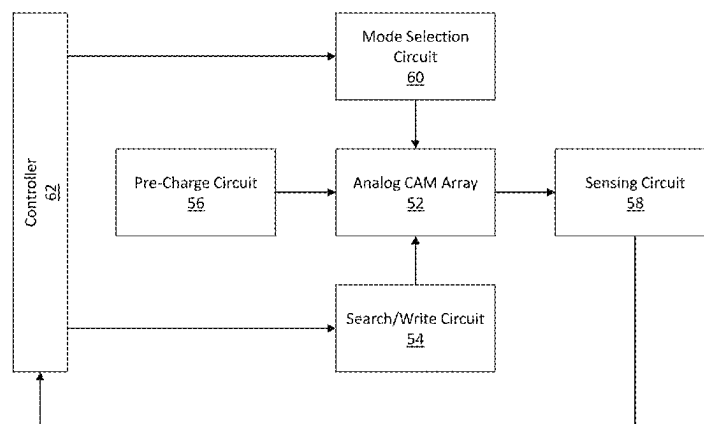 Mode Selection
Circuit
60
Controller
62
Pre-Charge Circuit
56
Analog CAM Array
52
Sensing Circuit
58
Search/Write Circuit
54